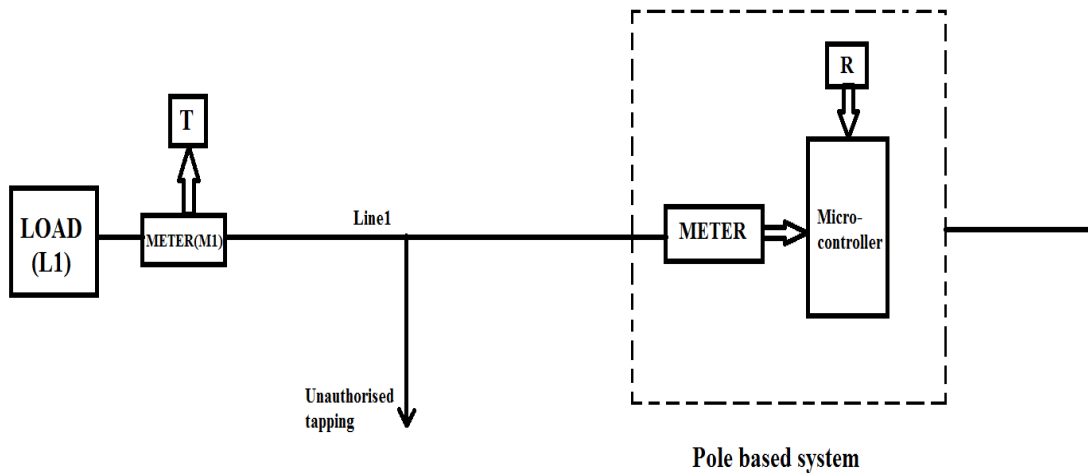 R
T
LOAD
(L1)
METER(M1)
Line1
METER
Micro-
controller
Unauthorised
tapping
Pole based system